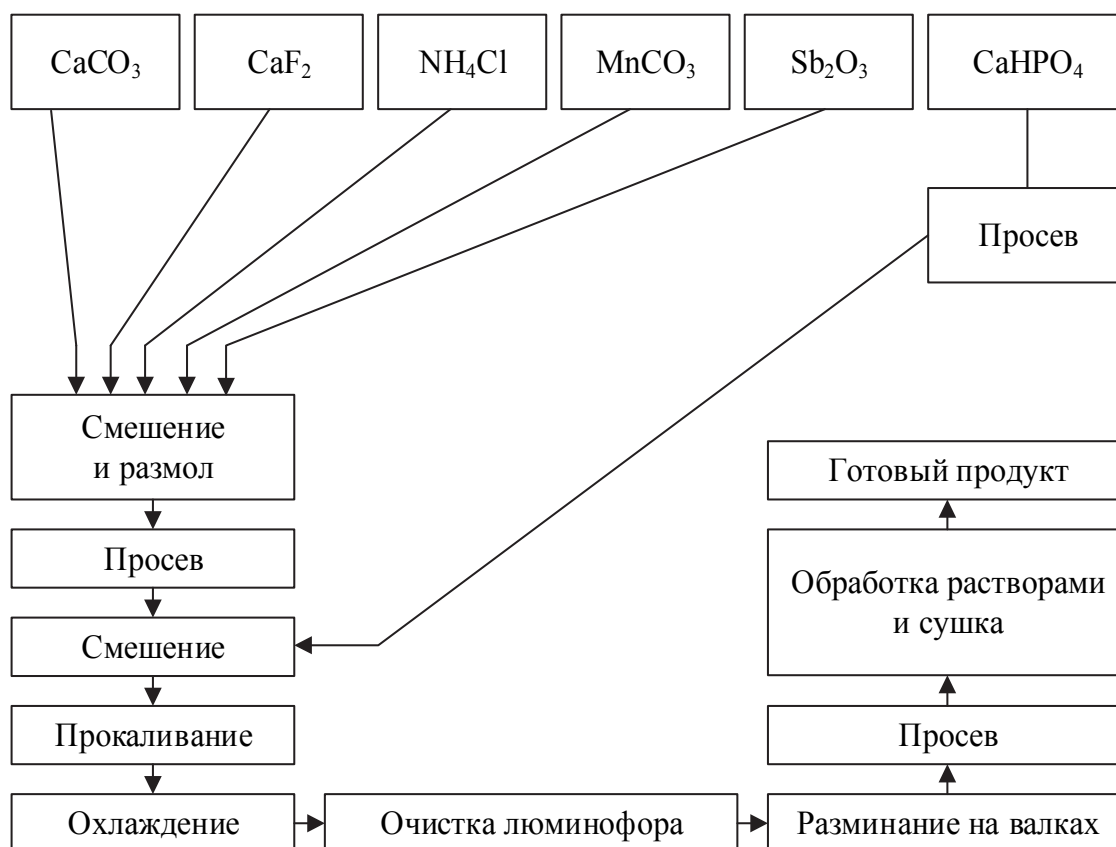 CaCO₃
CaF₂
NH₄Cl
MnCO₃
Sb₂O₃
CaHPO₄
Просев
Смешение
и размол
Просев
Смешение
Прокаливание
Охлаждение
Очистка люминофора
Разминание на валках
Просев
Обработка растворами
и сушка
Готовый продукт